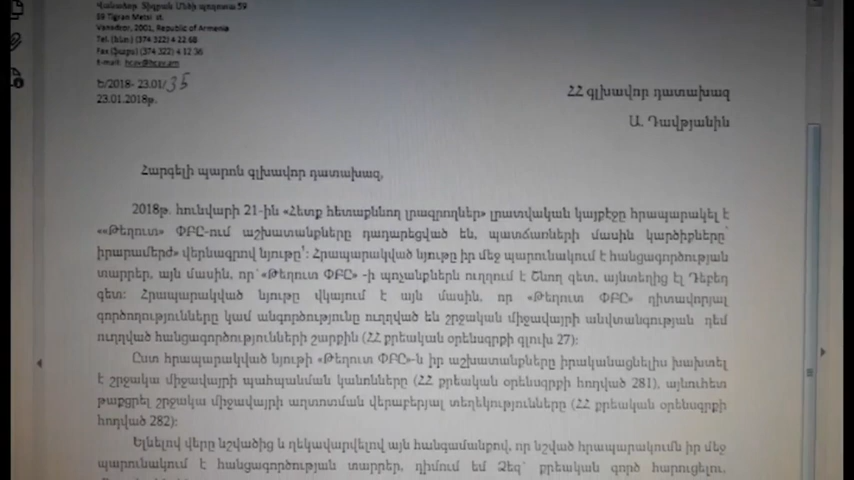 Վանաձոր, Տիգրան Մեծի պողոտա 59
59 Tigran Metsi st.
Vanadzor, 2001, Republic of Armenia
Tel. (հեռ) (374 322) 4 22 68
Fax (ֆաքս) (374 322) 4 12 36
E-mail: hcav@hcav.am
Ե/2018- 23.01/35
23.01.2018թ.
ՀՀ գլխավոր դատախազ
Ա. Դավթյանին
Հարգելի պարոն գլխավոր դատախազ,
2018թ. հունվարի 21-ին «Հետք հետաքննող լրագրողներ» լրատվական կայքէջը հրապարակել է
««Թեղուտ» ՓԲԸ-ում աշխատանքները դադարեցված են, պատճառների մասին կարծիքները՝
իրարամերժ» վերնագրով նյութը¹: Հրապարակված նյութը իր մեջ պարունակում է հանցագործության
տարրեր, այն մասին, որ՝ «Թեղուտ ՓԲԸ» -ի պոչանքներն ուղղում է Շնող գետ, այնտեղից էլ Դեբեդ
գետ: Հրապարակված նյութը վկայում է այն մասին, որ «Թեղուտ ՓԲԸ» դիտավորյալ
գործողությունները կամ անգործությունը ուղղված են շրջական միջավայրի անվտանգության դեմ
ուղղված հանցագործությունների շարքին (ՀՀ քրեական օրենսգրքի գլուխ 27):
Ըստ հրապարակված նյութի «Թեղուտ ՓԲԸ»-ն իր աշխատանքները իրականացնելիս խախտել
է շրջակա միջավայրի պահպանման կանոնները (ՀՀ քրեական օրենսգրքի հոդված 281), այնուհետ
թաքցրել շրջակա միջավայրի աղտոտման վերաբերյալ տեղեկությունները (ՀՀ քրեական օրենսգրքի
հոդված 282):
Ելնելով վերը նշվածից և ղեկավարվելով այն հանգամանքով, որ նշված հրապարակումն իր մեջ
պարունակում է հանցագործության տարրեր, դիմում եմ Ձեզ՝ քրեական գործ հարուցելու,